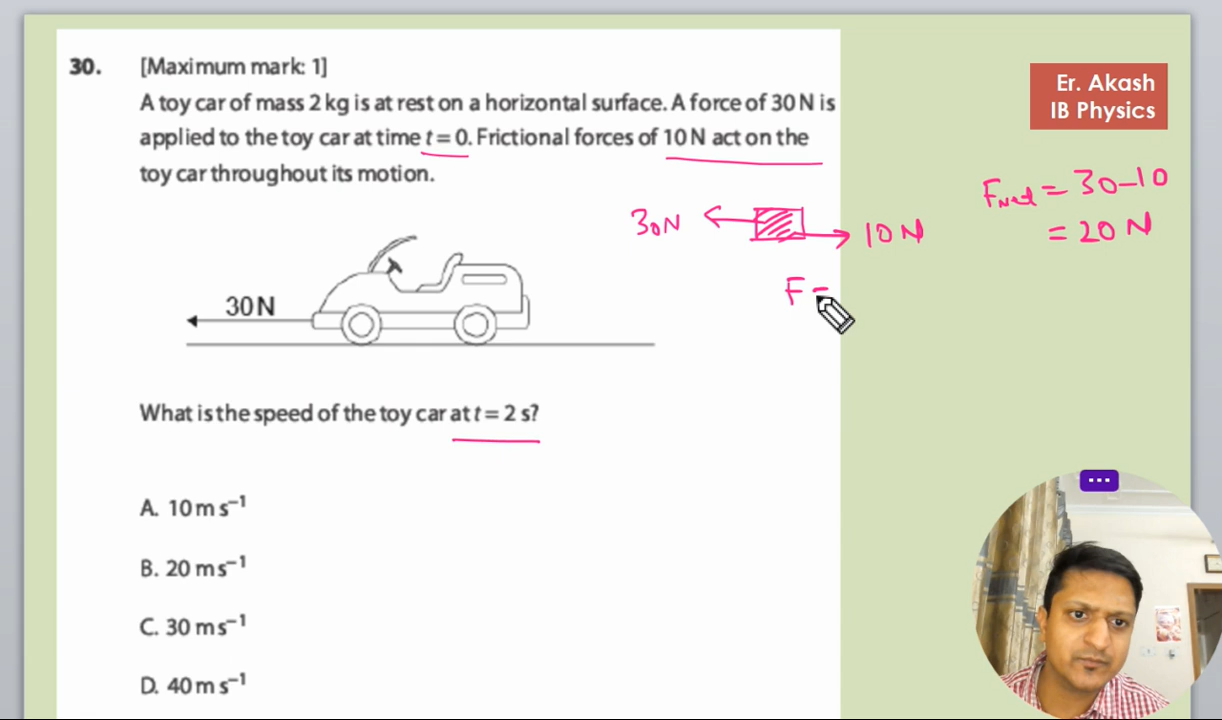 30. [Maximum mark: 1]
A toy car of mass 2 kg is at rest on a horizontal surface. A force of 30 N is
applied to the toy car at time t = 0. Frictional forces of 10 N act on the
toy car throughout its motion.
Er. Akash
IB Physics
30N
10 N
FNet = 30-10
= 20 N
F =
30 N
What is the speed of the toy car at t = 2 s?
A. 10 m s⁻¹
B. 20 m s⁻¹
C. 30 m s⁻¹
D. 40 m s⁻¹